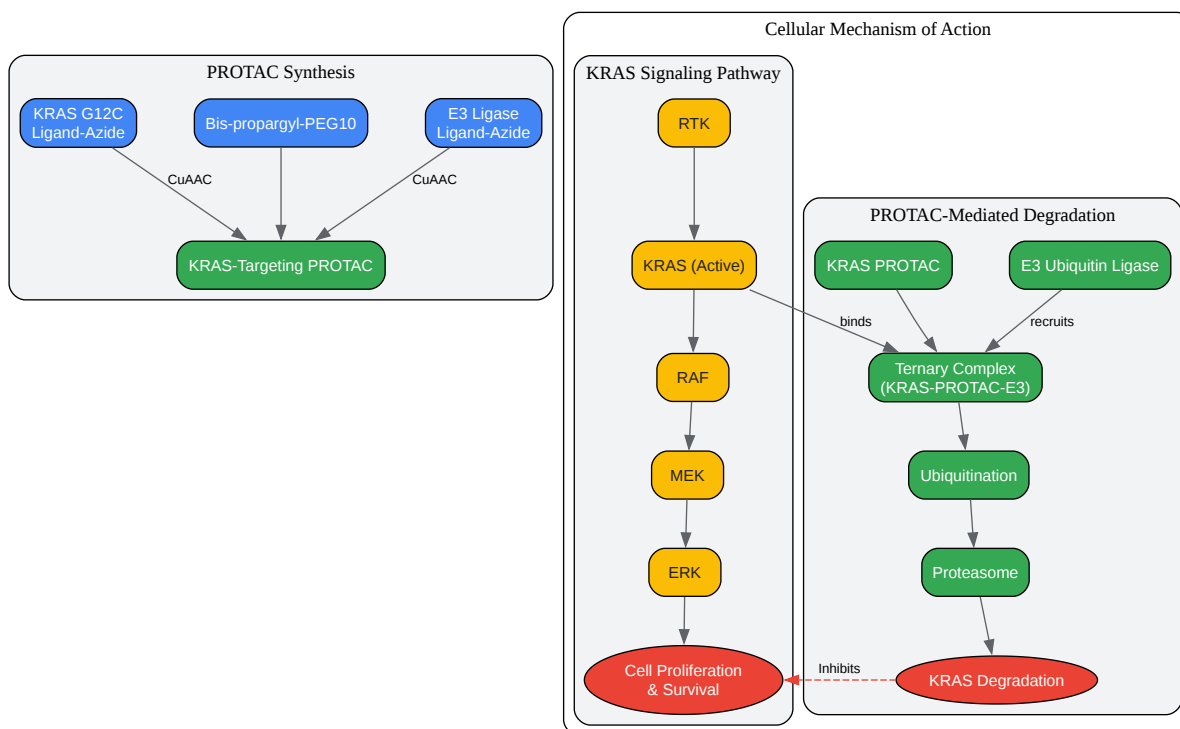 Cellular Mechanism of Action
PROTAC Synthesis
KRAS G12C
Ligand-Azide
Bis-propargyl-PEG10
E3 Ligase
Ligand-Azide
CuAAC
CuAAC
KRAS-Targeting PROTAC
KRAS Signaling Pathway
RTK
KRAS (Active)
binds
RAF
MEK
ERK
Cell Proliferation
& Survival
PROTAC-Mediated Degradation
KRAS PROTAC
E3 Ubiquitin Ligase
recruits
Ternary Complex
(KRAS-PROTAC-E3)
Ubiquitination
Proteasome
KRAS Degradation
Inhibits